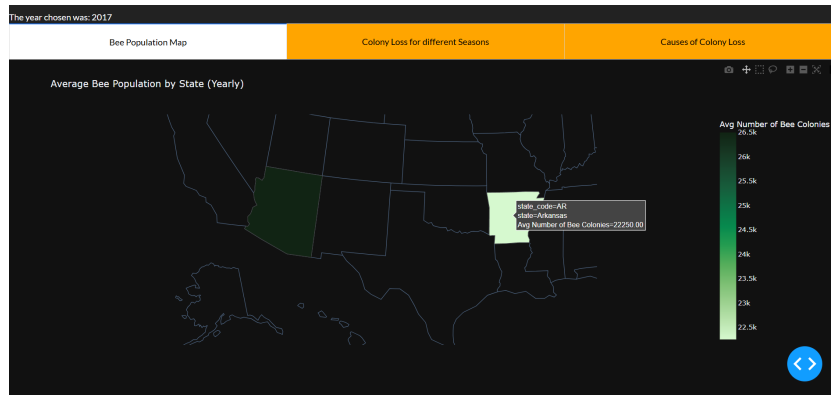 The year chosen was: 2017
Bee Population Map
Colony Loss for different Seasons
Causes of Colony Loss
Average Bee Population by State (Yearly)
Avg Number of Bee Colonies
26.5k
26k
25.5k
25k
24.5k
24k
23.5k
23k
22.5k
state_code=AR
state=Arkansas
Avg Number of Bee Colonies=22250.00